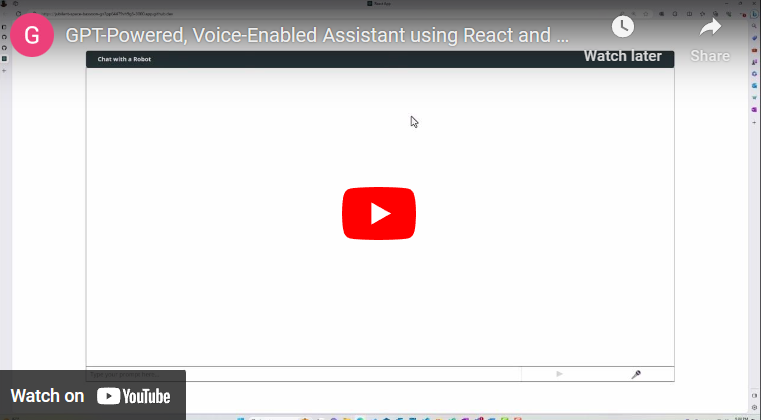 G
GPT-Powered, Voice-Enabled Assistant using React and ...
Watch later
Share
Chat with a Robot
Watch on YouTube